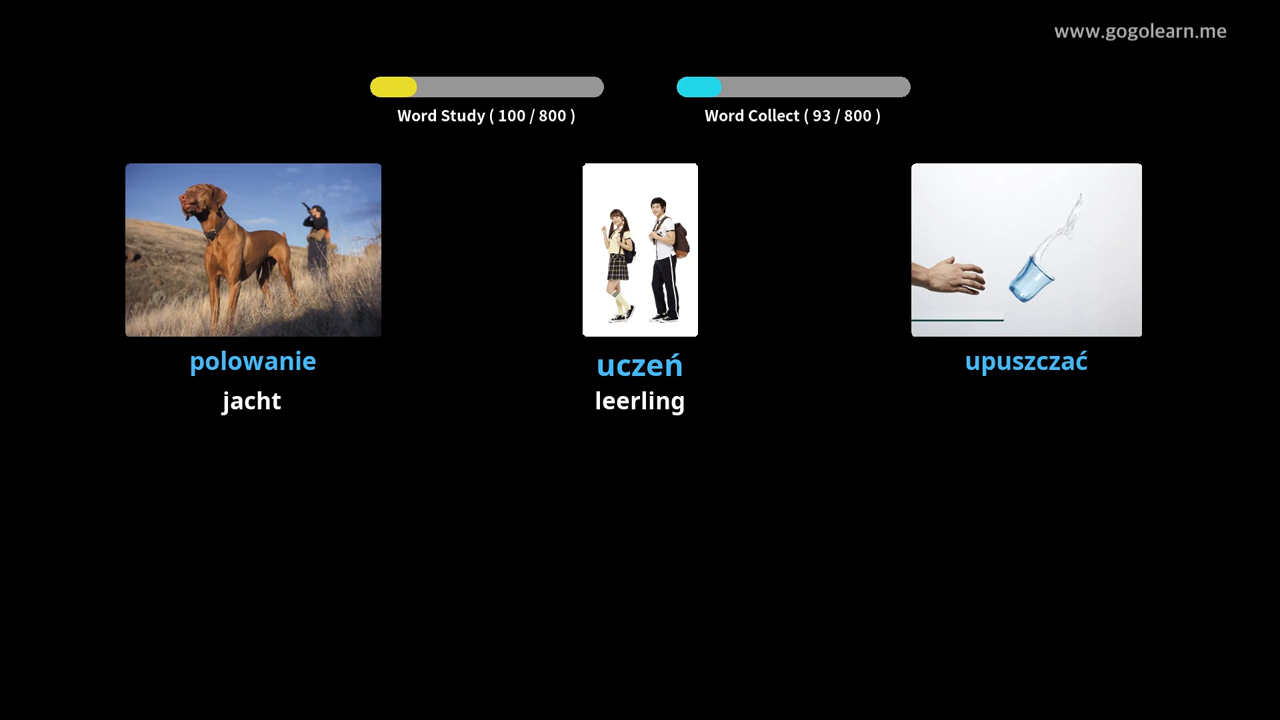 www.gogolearn.me
Word Study ( 100 / 800 )
Word Collect ( 93 / 800 )
polowanie
jacht
uczeń
leerling
upuszczać